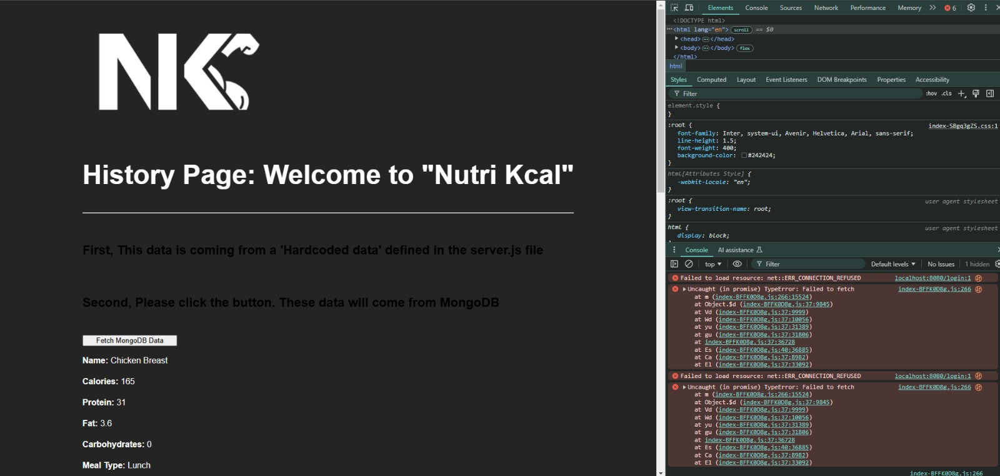 NK
History Page: Welcome to "Nutri Kcal"
First, This data is coming from a 'Hardcoded data' defined in the server.js file
Second, Please click the button. These data will come from MongoDB
Fetch MongoDB Data
Name: Chicken Breast
Calories: 165
Protein: 31
Fat: 3.6
Carbohydrates: 0
Meal Type: Lunch
Elements Console Sources Network Performance Memory 6
<!DOCTYPE html>
<html lang="en"> scroll == $0
<head> </head>
<body> </body> flex
</html>
html
Styles Computed Layout Event Listeners DOM Breakpoints Properties Accessibility
Filter :hov .cls
element.style {
}
:root { index-SBgq3gZS.css:1
font-family: Inter, system-ui, Avenir, Helvetica, Arial, sans-serif;
line-height: 1.5;
font-weight: 400;
background-color: #242424;
}
html[Attributes Style] {
-webkit-locale: "en";
}
:root { user agent stylesheet
view-transition-name: root;
}
html { user agent stylesheet
display: block;
Console AI assistance
top Filter Default levels No Issues 1 hidden
Failed to load resource: net::ERR_CONNECTION_REFUSED localhost:8080/login:1
Uncaught (in promise) TypeError: Failed to fetch index-BFFK0D8g.js:266
at m (index-BFFK0D8g.js:266:15524)
at Object.$d (index-BFFK0D8g.js:37:9845)
at Vd (index-BFFK0D8g.js:37:9999)
at Wd (index-BFFK0D8g.js:37:10056)
at yu (index-BFFK0D8g.js:37:31389)
at gu (index-BFFK0D8g.js:37:31806)
at index-BFFK0D8g.js:37:36728
at Es (index-BFFK0D8g.js:40:36885)
at Ca (index-BFFK0D8g.js:37:8982)
at El (index-BFFK0D8g.js:37:33092)
Failed to load resource: net::ERR_CONNECTION_REFUSED localhost:8080/login:1
Uncaught (in promise) TypeError: Failed to fetch index-BFFK0D8g.js:266
at m (index-BFFK0D8g.js:266:15524)
at Object.$d (index-BFFK0D8g.js:37:9845)
at Vd (index-BFFK0D8g.js:37:9999)
at Wd (index-BFFK0D8g.js:37:10056)
at yu (index-BFFK0D8g.js:37:31389)
at gu (index-BFFK0D8g.js:37:31806)
at index-BFFK0D8g.js:37:36728
at Es (index-BFFK0D8g.js:40:36885)
at Ca (index-BFFK0D8g.js:37:8982)
at El (index-BFFK0D8g.js:37:33092)
index-BFFK0D8g.js:266